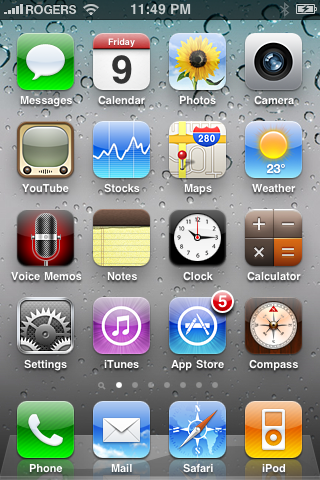 ROGERS 11:49 PM
Friday
9
Messages Calendar Photos Camera
280
23°
YouTube Stocks Maps Weather
Voice Memos Notes Clock Calculator
5
Settings iTunes App Store Compass
Phone Mail Safari iPod